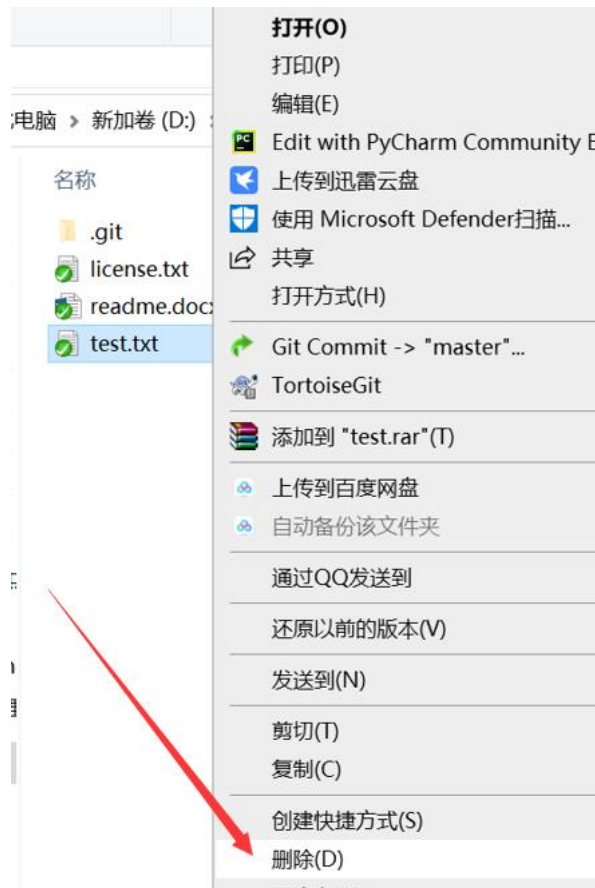 电脑 > 新加卷 (D:)
名称
.git
license.txt
readme.doc
test.txt
打开(O)
打印(P)
编辑(E)
Edit with PyCharm Community E
上传到迅雷云盘
使用 Microsoft Defender扫描...
共享
打开方式(H)
Git Commit -> "master"...
TortoiseGit
添加到 "test.rar"(T)
上传到百度网盘
自动备份该文件夹
通过QQ发送到
还原以前的版本(V)
发送到(N)
剪切(T)
复制(C)
创建快捷方式(S)
删除(D)